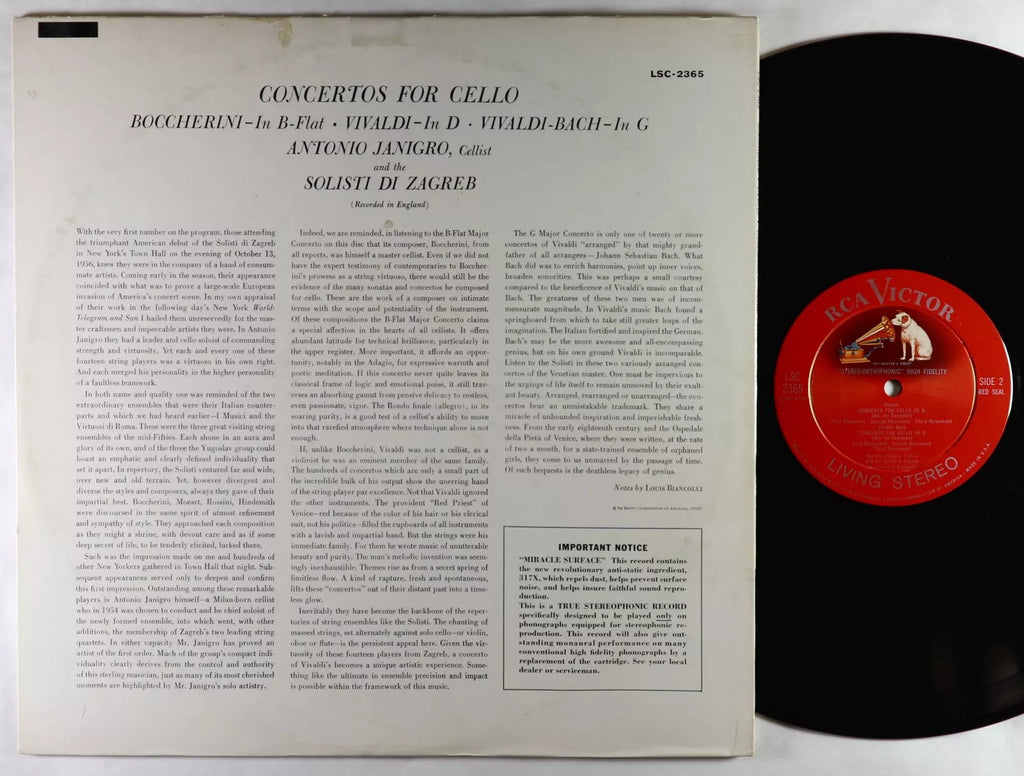 LSC-2365
CONCERTOS FOR CELLO
BOCCHERINI–In B-Flat • VIVALDI–In D • VIVALDI-BACH–In G
ANTONIO JANIGRO, Cellist
and the
SOLISTI DI ZAGREB
(Recorded in England)
With the very first number on the program, those attending
the triumphant American debut of the Solisti di Zagreb
in New York's Town Hall on the evening of October 13,
1956, knew they were in the company of a band of consum-
mate artists. Coming early in the season, their appearance
coincided with what was to prove a large-scale European
invasion of America's concert scene. In my own appraisal
of their work in the following day's New York World-
Telegram and Sun I hailed them unreservedly for the mas-
ter craftsmen and impeccable artists they were. In Antonio
Janigro they had a leader and cello soloist of commanding
strength and virtuosity. Yet each and every one of these
fourteen string players was a virtuoso in his own right.
And each merged his personality in the higher personality
of a faultless teamwork.
In both name and quality one was reminded of the two
extraordinary ensembles that were their Italian counter-
parts and which we had heard earlier—I Musici and the
Virtuosi di Roma. These were the three great visiting string
ensembles of the mid-Fifties. Each shone in an aura and
glory of its own, and of the three the Yugoslav group could
boast an emphatic and clearly defined individuality that
set it apart. In repertory, the Solisti ventured far and wide,
over new and old terrain. Yet, however divergent and
diverse the styles and composers, always they gave of their
impartial best. Boccherini, Mozart, Rossini, Hindemith
were discoursed in the same spirit of utmost refinement
and sympathy of style. They approached each composition
as they might a shrine, with devout care and as if some
deep secret of life, to be tenderly elicited, lurked there.
Such was the impression made on me and hundreds of
other New Yorkers gathered in Town Hall that night. Sub-
sequent appearances served only to deepen and confirm
this first impression. Outstanding among these remarkable
players is Antonio Janigro himself—a Milan-born cellist
who in 1954 was chosen to conduct and be chief soloist of
the newly formed ensemble, into which went, with other
additions, the membership of Zagreb's two leading string
quartets. In either capacity Mr. Janigro has proved an
artist of the first order. Much of the group's compact indi-
viduality clearly derives from the control and authority
of this sterling musician, just as many of its most cherished
moments are highlighted by Mr. Janigro's solo artistry.
Indeed, we are reminded, in listening to the B-Flat Major
Concerto on this disc that its composer, Boccherini, from
all reports, was himself a master cellist. Even if we did not
have the expert testimony of contemporaries to Boccher-
ini's prowess as a string virtuoso, there would still be the
evidence of the many sonatas and concertos he composed
for cello. These are the work of a composer on intimate
terms with the scope and potentiality of the instrument.
Of these compositions the B-Flat Major Concerto claims
a special affection in the hearts of all cellists. It offers
abundant latitude for technical brilliance, particularly in
the upper register. More important, it affords an oppor-
tunity, notably in the Adagio, for expressive warmth and
poetic meditation. If this concerto never quite leaves its
classical frame of logic and emotional poise, it still trav-
erses an absorbing gamut from pensive delicacy to restless,
even passionate, vigor. The Rondo finale (allegro), in its
soaring purity, is a good test of a cellist's ability to move
into that rarefied atmosphere where technique alone is not
enough.
If, unlike Boccherini, Vivaldi was not a cellist, as a
violinist he was an eminent member of the same family.
The hundreds of concertos which are only a small part of
the incredible bulk of his output show the unerring hand
of the string-player par excellence. Not that Vivaldi ignored
the other instruments. The provident "Red Priest" of
Venice—red because of the color of his hair or his clerical
suit, not his politics—filled the cupboards of all instruments
with a lavish and impartial hand. But the strings were his
immediate family. For them he wrote music of unutterable
beauty and purity. The man's melodic invention was seem-
ingly inexhaustible. Themes rise as from a secret spring of
limitless flow. A kind of rapture, fresh and spontaneous,
lifts these "concertos" out of their distant past into a time-
less glow.
Inevitably they have become the backbone of the reper-
tories of string ensembles like the Solisti. The chanting of
massed strings, set alternately against solo cello—or violin,
oboe or flute—is the persistent appeal here. Given the vir-
tuosity of these fourteen players from Zagreb, a concerto
of Vivaldi's becomes a unique artistic experience. Some-
thing like the ultimate in ensemble precision and impact
is possible within the framework of this music.
The G Major Concerto is only one of twenty or more
concertos of Vivaldi "arranged" by that mighty grand-
father of all arrangers—Johann Sebastian Bach. What
Bach did was to enrich harmonies, point up inner voices,
broaden sonorities. This was perhaps a small courtesy
compared to the beneficence of Vivaldi's music on that of
Bach. The greatness of these two men was of incom-
mensurate magnitude. In Vivaldi's music Bach found a
springboard from which to take still greater leaps of the
imagination. The Italian fortified and inspired the German.
Bach's may be the more awesome and all-encompassing
genius, but on his own ground Vivaldi is incomparable.
Listen to the Solisti in these two variously arranged con-
certos of the Venetian master. One must be impervious to
the urgings of life itself to remain unmoved by their exult-
ant beauty. Arranged, rearranged or unarranged—the con-
certos bear an unmistakable trademark. They share a
miracle of unbounded inspiration and imperishable fresh-
ness. From the early eighteenth century and the Ospedale
della Pietà of Venice, where they were written, at the rate
of two a month, for a state-trained ensemble of orphaned
girls, they come to us unmarred by the passage of time.
Of such bequests is the deathless legacy of genius.
Notes by LOUIS BIANCOLLI
© by Radio Corporation of America, 1960
IMPORTANT NOTICE
"MIRACLE SURFACE" This record contains
the new revolutionary anti-static ingredient,
317X, which repels dust, helps prevent surface
noise, and helps insure faithful sound repro-
duction.
This is a TRUE STEREOPHONIC RECORD
specifically designed to be played only on
phonographs equipped for stereophonic re-
production. This record will also give out-
standing monaural performance on many
conventional high fidelity phonographs by a
replacement of the cartridge. See your local
dealer or serviceman.
RCA VICTOR
"HIS MASTER'S VOICE"
"STEREO-ORTHOPHONIC" HIGH FIDELITY
LSC
2365
SIDE 2
RED SEAL
Vivaldi
CONCERTO FOR CELLO IN D
First Movement Second Movement Third Movement
Vivaldi-Bach
CONCERTO FOR CELLO IN G
First Movement Second Movement
Third Movement
Antonio Janigro, Cellist
and the Solisti di Zagreb
LIVING STEREO